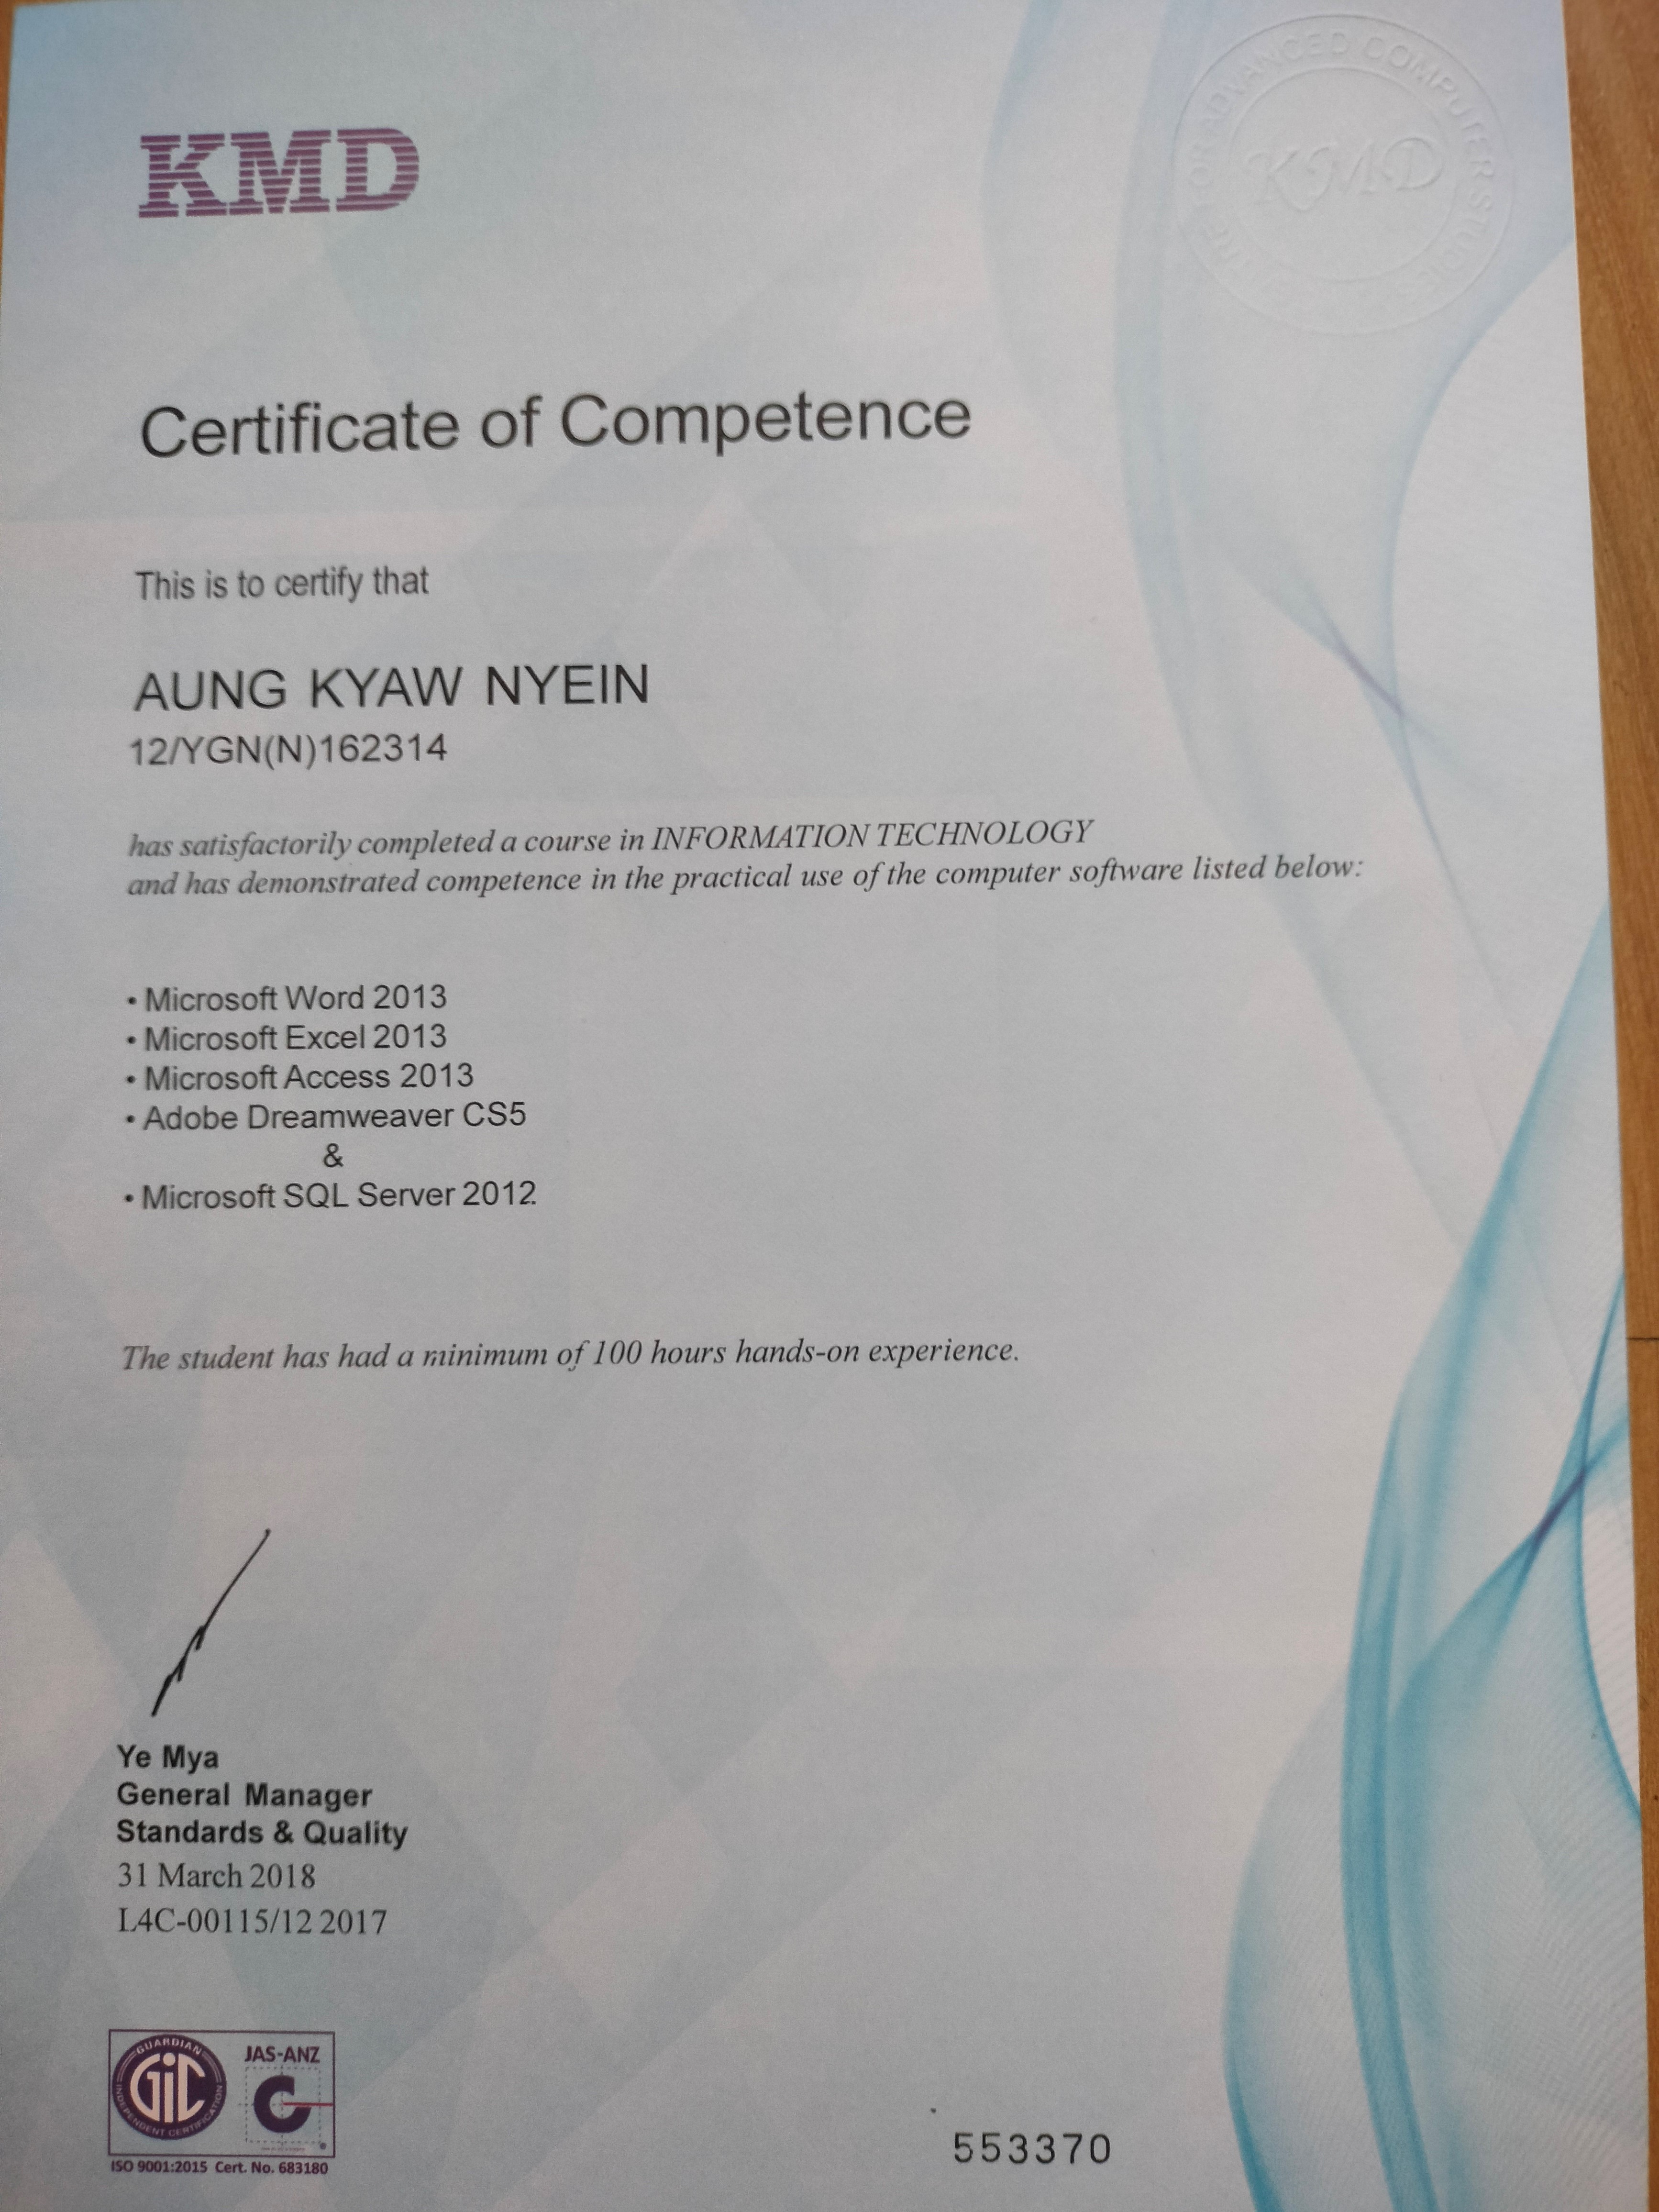 KMD
CENTRE FOR ADVANCED COMPUTER STUDIES
KMD
Certificate of Competence
This is to certify that
AUNG KYAW NYEIN
12/YGN(N)162314
has satisfactorily completed a course in INFORMATION TECHNOLOGY
and has demonstrated competence in the practical use of the computer software listed below:
• Microsoft Word 2013
• Microsoft Excel 2013
• Microsoft Access 2013
• Adobe Dreamweaver CS5
&
• Microsoft SQL Server 2012.
The student has had a minimum of 100 hours hands-on experience.
Ye Mya
General Manager
Standards & Quality
31 March 2018
L4C-00115/12 2017
GUARDIAN
GIC
INDEPENDENT CERTIFICATION
JAS-ANZ
C
ISO 9001:2015 Cert. No. 683180
553370